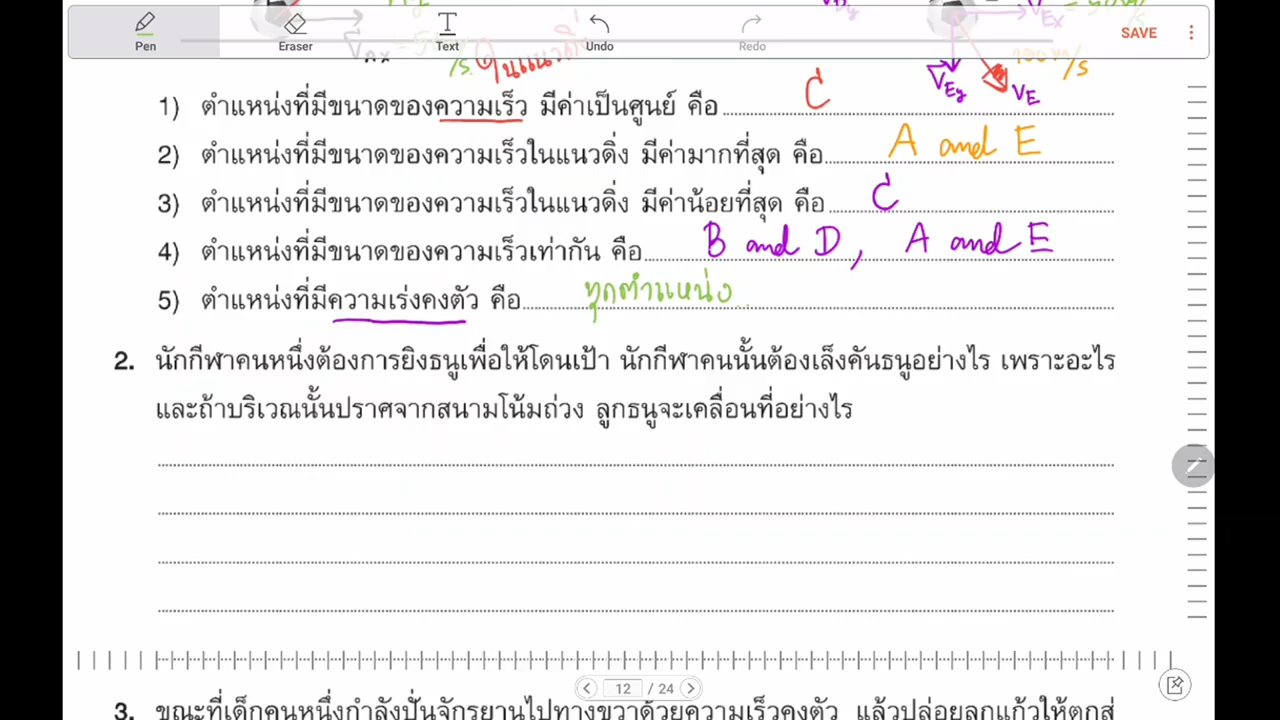 Pen
Eraser
Text
Undo
Redo
SAVE
ในแนวดิ่ง
100 m/s
V Ey
V E
1) ตำแหน่งที่มีขนาดของความเร็ว มีค่าเป็นศูนย์ คือ C
2) ตำแหน่งที่มีขนาดของความเร็วในแนวดิ่ง มีค่ามากที่สุด คือ A and E
3) ตำแหน่งที่มีขนาดของความเร็วในแนวดิ่ง มีค่าน้อยที่สุด คือ C
4) ตำแหน่งที่มีขนาดของความเร็วเท่ากัน คือ B and D, A and E
5) ตำแหน่งที่มีความเร่งคงตัว คือ ทุกตำแหน่ง
2. นักกีฬาคนหนึ่งต้องการยิงธนูเพื่อให้โดนเป้า นักกีฬาคนนั้นต้องเล็งคันธนูอย่างไร เพราะอะไร
และถ้าบริเวณนั้นปราศจากสนามโน้มถ่วง ลูกธนูจะเคลื่อนที่อย่างไร
12 / 24
3. ขณะที่เด็กคนหนึ่งกำลังปั่นจักรยานไปทางขวาด้วยความเร็วคงตัว แล้วปล่อยลูกแก้วให้ตกสู่